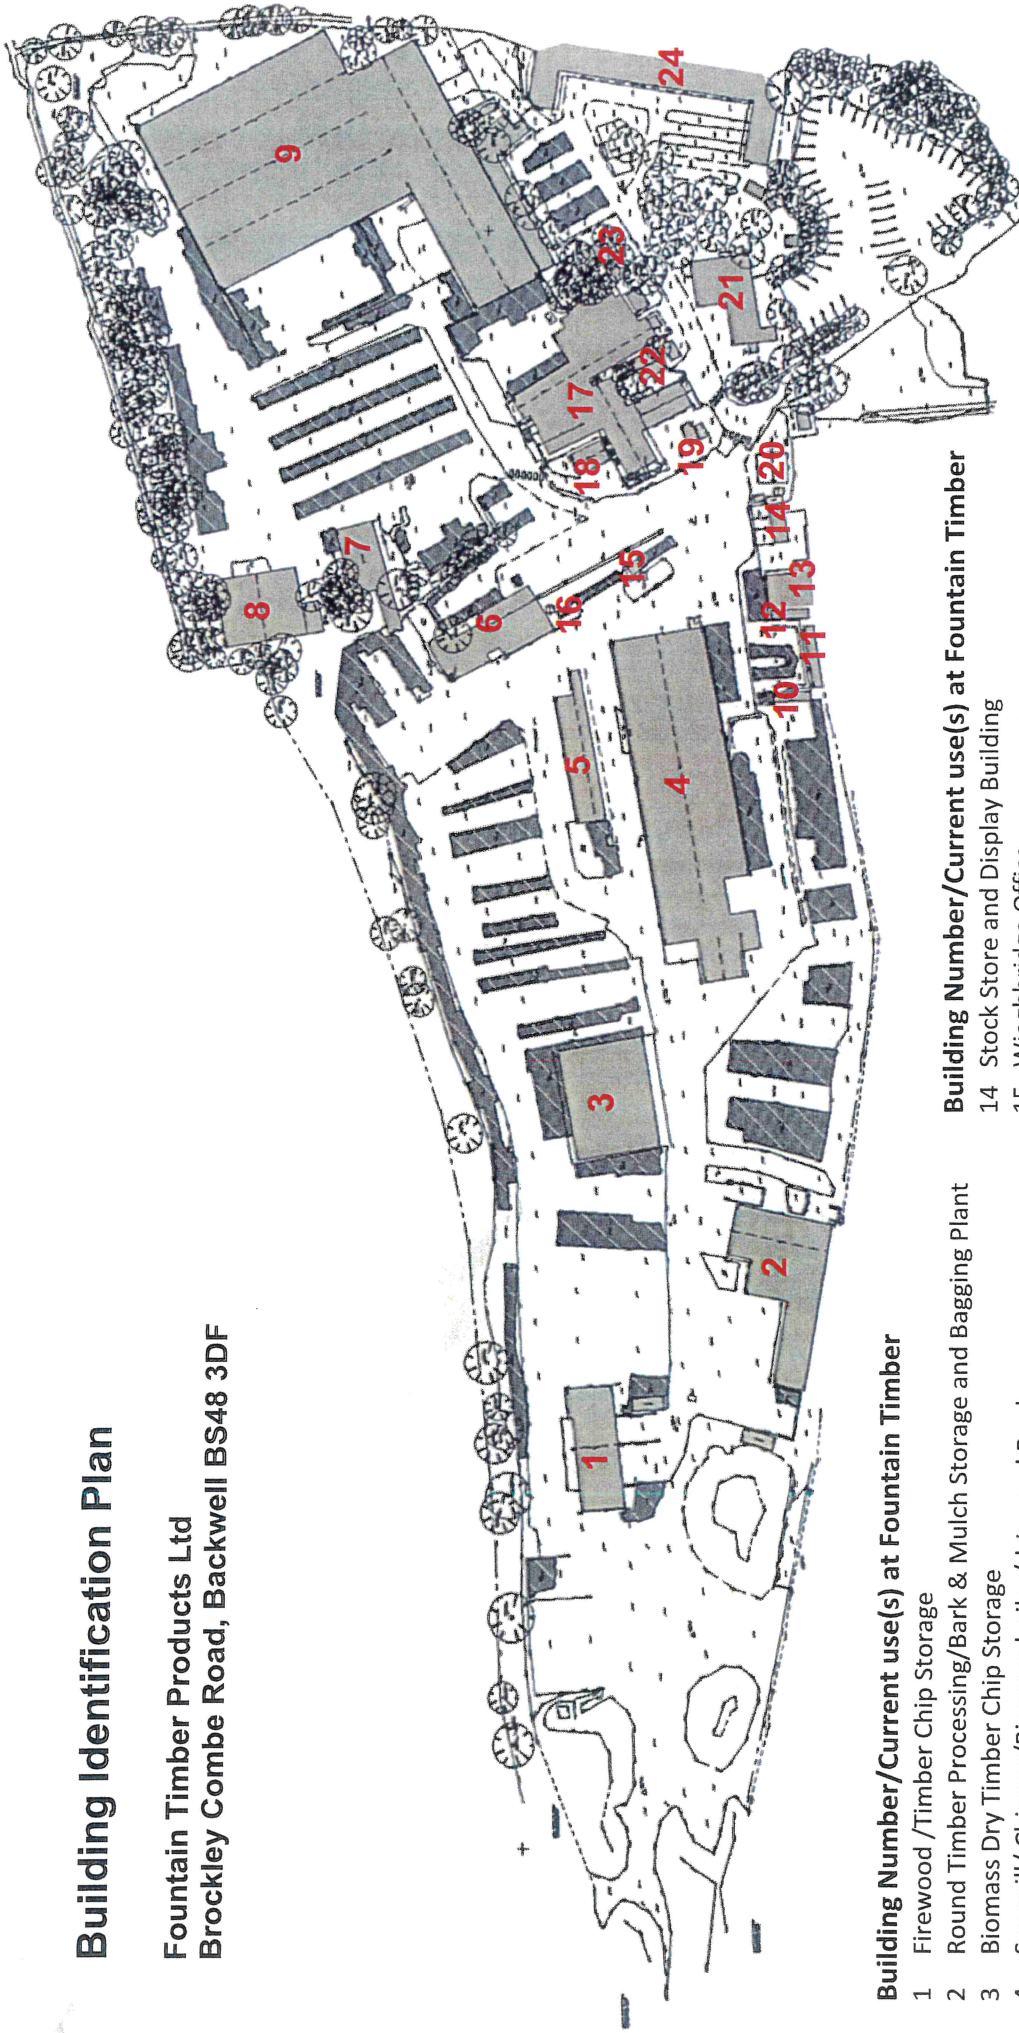 Building Identification Plan
Fountain Timber Products Ltd
Brockley Combe Road, Backwell BS48 3DF
9
8
7
24
23
6
17
18
16
15
22
21
5
19
4
20
14
3
12
13
10
11
1
2
Building Number/Current use(s) at Fountain Timber
1 Firewood /Timber Chip Storage
2 Round Timber Processing/Bark & Mulch Storage and Bagging Plant
3 Biomass Dry Timber Chip Storage
4
Building Number/Current use(s) at Fountain Timber
14 Stock Store and Display Building
15 Wieghbridge Office